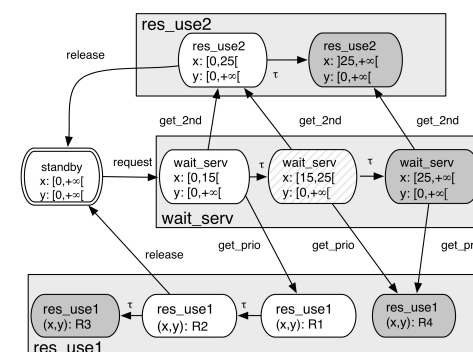 res_use2
res_use2
x: [0,25[
y: [0,+∞[
res_use2
x: ]25,+∞[
y: [0,+∞[
τ
release
get_2nd
get_2nd
get_2nd
standby
x: [0,+∞[
y: [0,+∞[
request
wait_serv
x: [0,15[
y: [0,+∞[
τ
wait_serv
x: [15,25[
y: [0,+∞[
τ
wait_serv
x: [25,+∞[
y: [0,+∞[
wait_serv
release
get_prio
get_prio
get_pr
res_use1
(x,y): R3
τ
res_use1
(x,y): R2
τ
res_use1
(x,y): R1
res_use1
(x,y): R4
res_use1